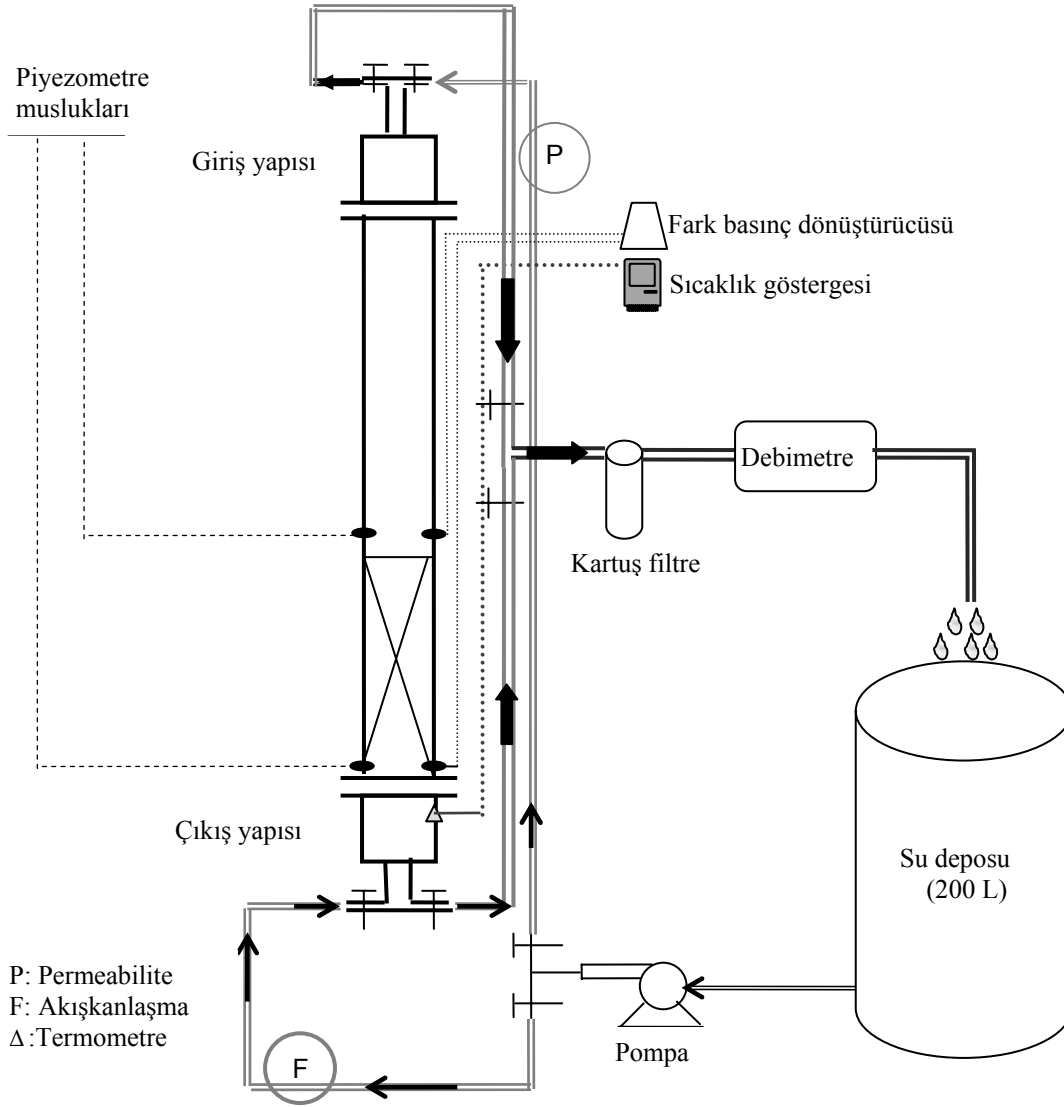 Piyezometre
muslukları
Giriş yapısı
P
Fark basınç dönüştürücüsü
Sıcaklık göstergesi
Debimetre
Kartuş filtre
Çıkış yapısı
Su deposu
(200 L)
P: Permeabilite
F: Akışkanlaşma
Δ:Termometre
F
Pompa